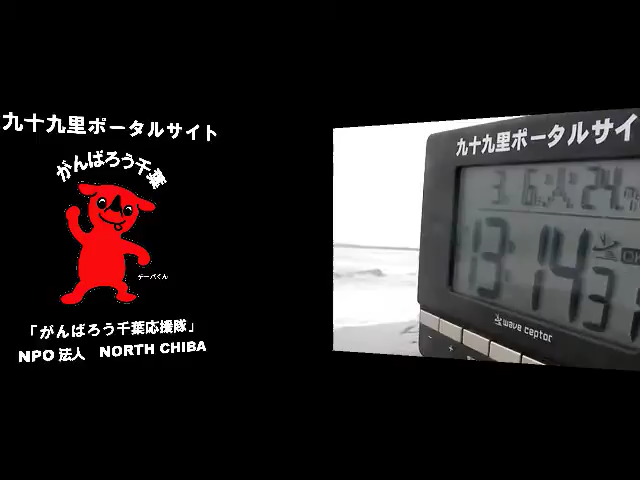 九十九里ポータルサイト
がんばろう千葉
チーバくん
「がんばろう千葉応援隊」
NPO 法人 NORTH CHIBA
九十九里ポータルサイ
3. 6. 火 24.
13:14 31
wave ceptor